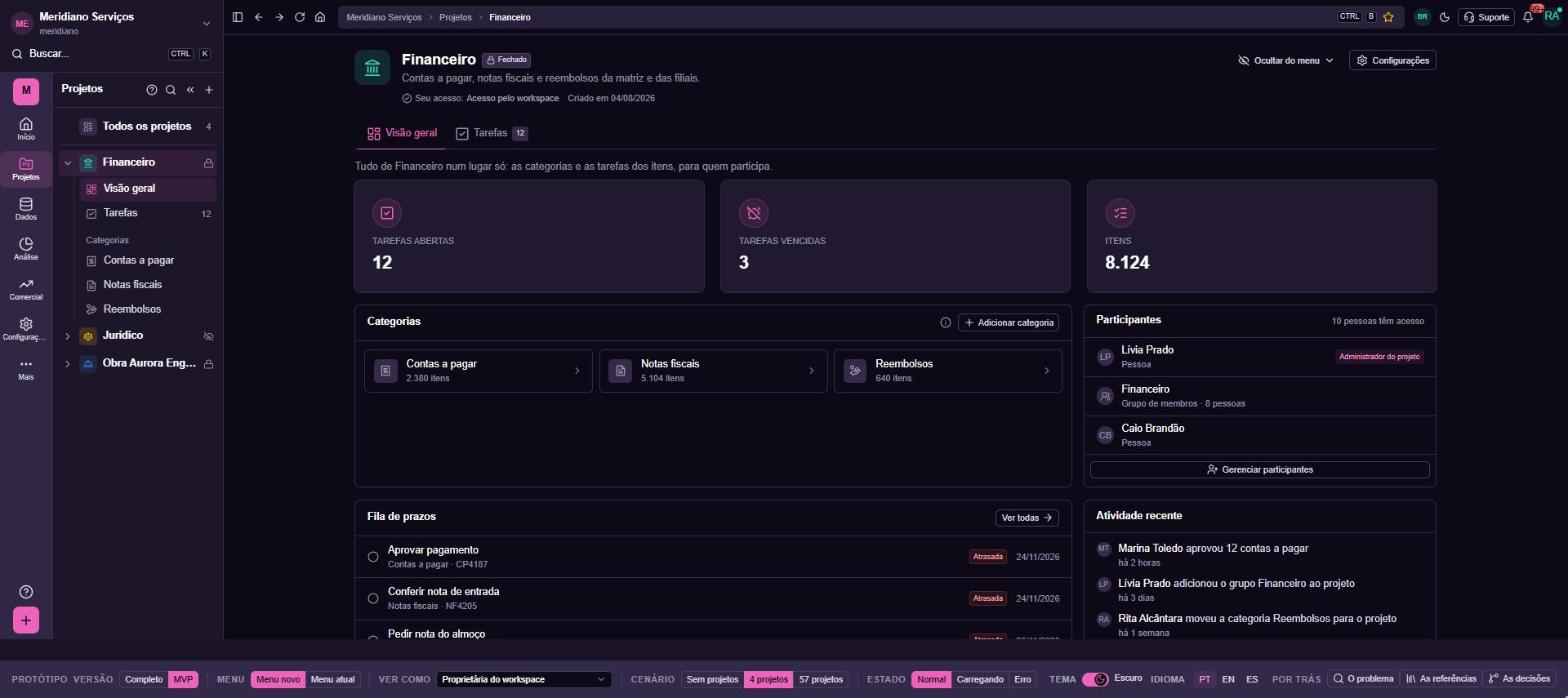 ME
Meridiano Serviços
meridiano
Buscar...
CTRL K
Meridiano Serviços > Projetos > Financeiro
CTRL B
BR
Suporte
99+
RA
M
Início
Projetos
Dados
Análise
Comercial
Configuraç...
Mais
Projetos
Todos os projetos 4
Financeiro
Visão geral
Tarefas 12
Categorias
Contas a pagar
Notas fiscais
Reembolsos
Jurídico
Obra Aurora Eng...
Financeiro
Fechado
Contas a pagar, notas fiscais e reembolsos da matriz e das filiais.
Seu acesso: Acesso pelo workspace Criado em 04/08/2026
Ocultar do menu
Configurações
Visão geral
Tarefas 12
Tudo de Financeiro num lugar só: as categorias e as tarefas dos itens, para quem participa.
TAREFAS ABERTAS
12
TAREFAS VENCIDAS
3
ITENS
8.124
Categorias
Adicionar categoria
Contas a pagar
2.380 itens
Notas fiscais
5.104 itens
Reembolsos
640 itens
Participantes
10 pessoas têm acesso
LP
Lívia Prado
Pessoa
Administrador do projeto
Financeiro
Grupo de membros · 8 pessoas
CB
Caio Brandão
Pessoa
Gerenciar participantes
Fila de prazos
Ver todas
Aprovar pagamento
Contas a pagar · CP4187
Atrasada 24/11/2026
Conferir nota de entrada
Notas fiscais · NF4205
Atrasada 24/11/2026
Pedir nota do almoço
Atividade recente
MT
Marina Toledo aprovou 12 contas a pagar
há 2 horas
LP
Lívia Prado adicionou o grupo Financeiro ao projeto
há 3 dias
RA
Rita Alcântara moveu a categoria Reembolsos para o projeto
há 1 semana
PROTÓTIPO VERSÃO Completo MVP MENU Menu novo Menu atual VER COMO Proprietária do workspace CENÁRIO Sem projetos 4 projetos 57 projetos ESTADO Normal Carregando Erro TEMA Escuro IDIOMA PT EN ES POR TRÁS O problema As referências As decisões